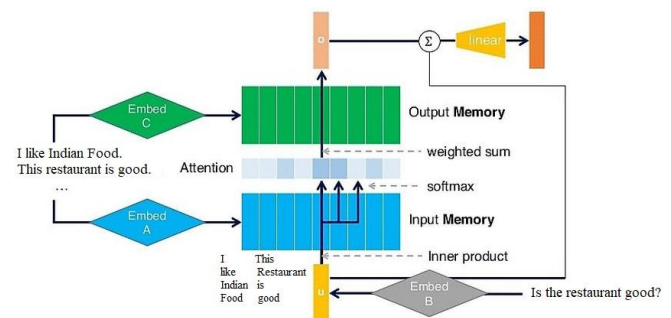 o
Σ
linear
Embed
C
Output Memory
I like Indian Food.
This restaurant is good.
...
weighted sum
Attention
softmax
Embed
A
Input Memory
I
like
Indian
Food
This
Restaurant
is
good
Inner product
u
Embed
B
Is the restaurant good?